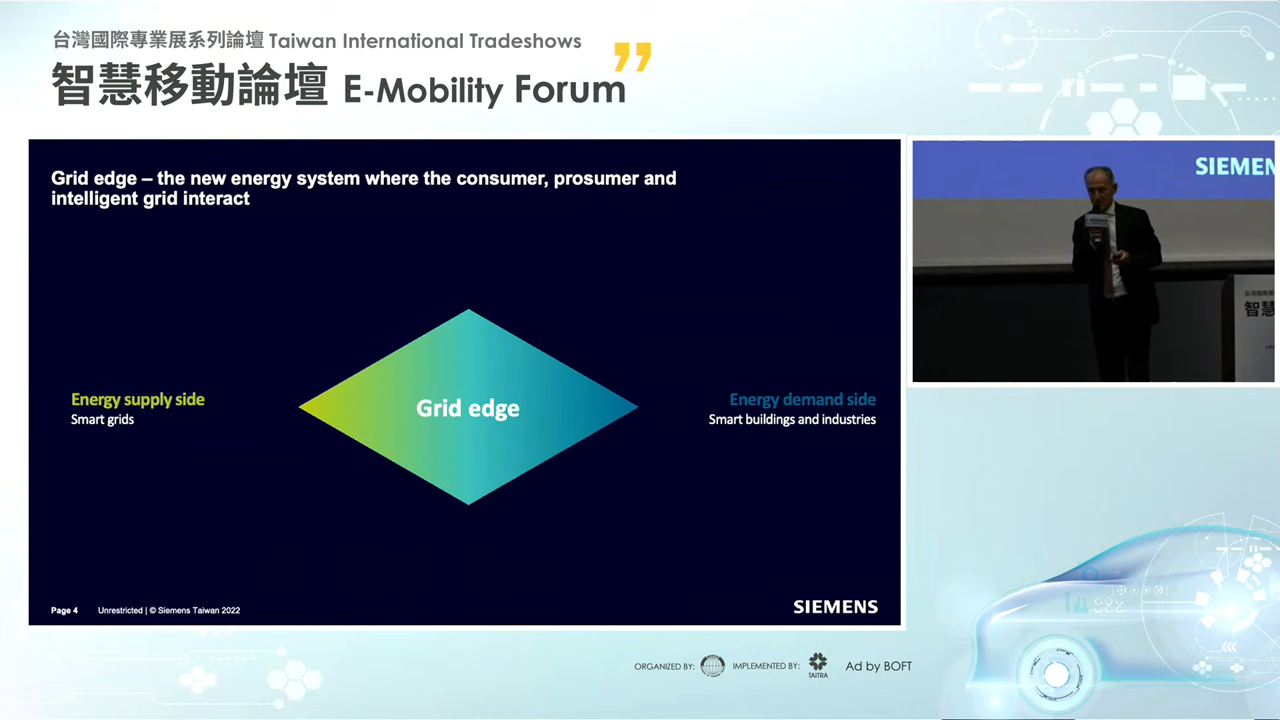 台灣國際專業展系列論壇 Taiwan International Tradeshows
智慧移動論壇 E-Mobility Forum
Grid edge – the new energy system where the consumer, prosumer and
intelligent grid interact
Energy supply side
Smart grids
Grid edge
Energy demand side
Smart buildings and industries
Page 4 Unrestricted | © Siemens Taiwan 2022
SIEMENS
SIEMEN
SIEMENS
智慧
ORGANIZED BY: IMPLEMENTED BY: TAITRA Ad by BOFT